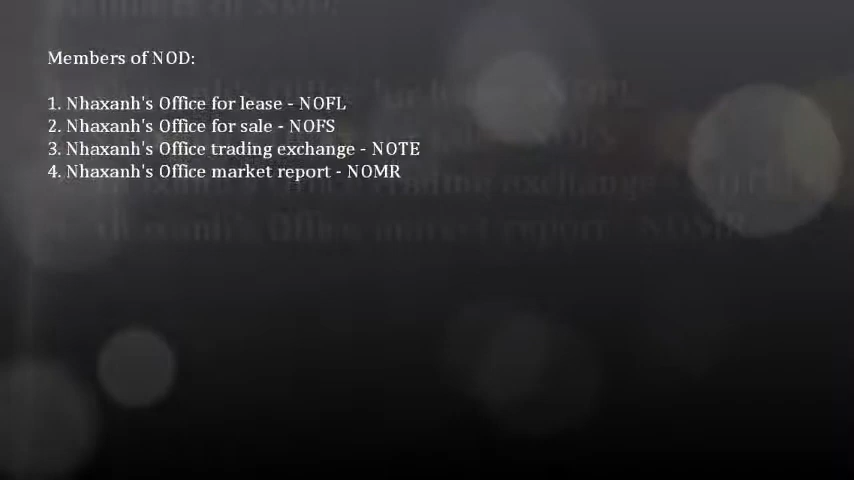 Members of NOD:
1. Nhaxanh's Office for lease - NOFL
2. Nhaxanh's Office for sale - NOFS
3. Nhaxanh's Office trading exchange - NOTE
4. Nhaxanh's Office market report - NOMR